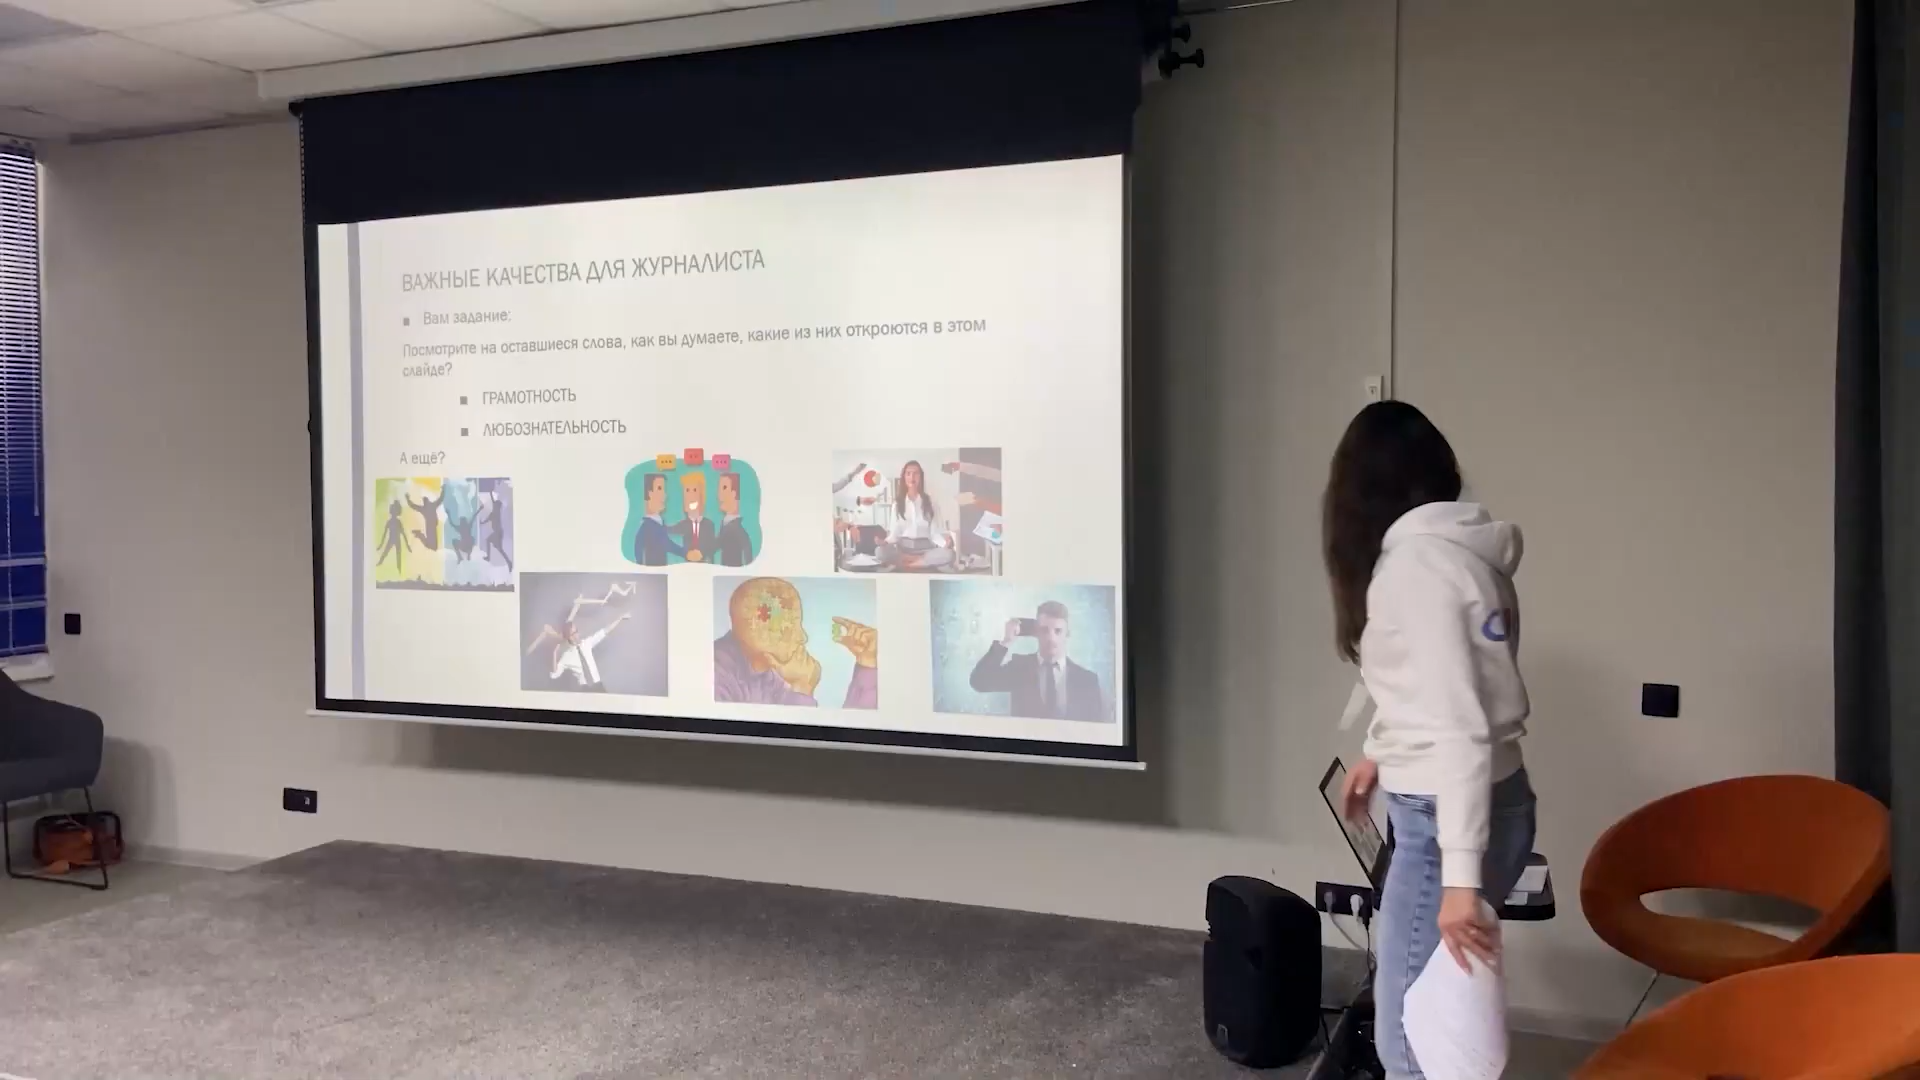 ВАЖНЫЕ КАЧЕСТВА ДЛЯ ЖУРНАЛИСТА
Вам задание:
Посмотрите на оставшиеся слова, как вы думаете, какие из них откроются в этом
слайде?
ГРАМОТНОСТЬ
ЛЮБОЗНАТЕЛЬНОСТЬ
А ещё?